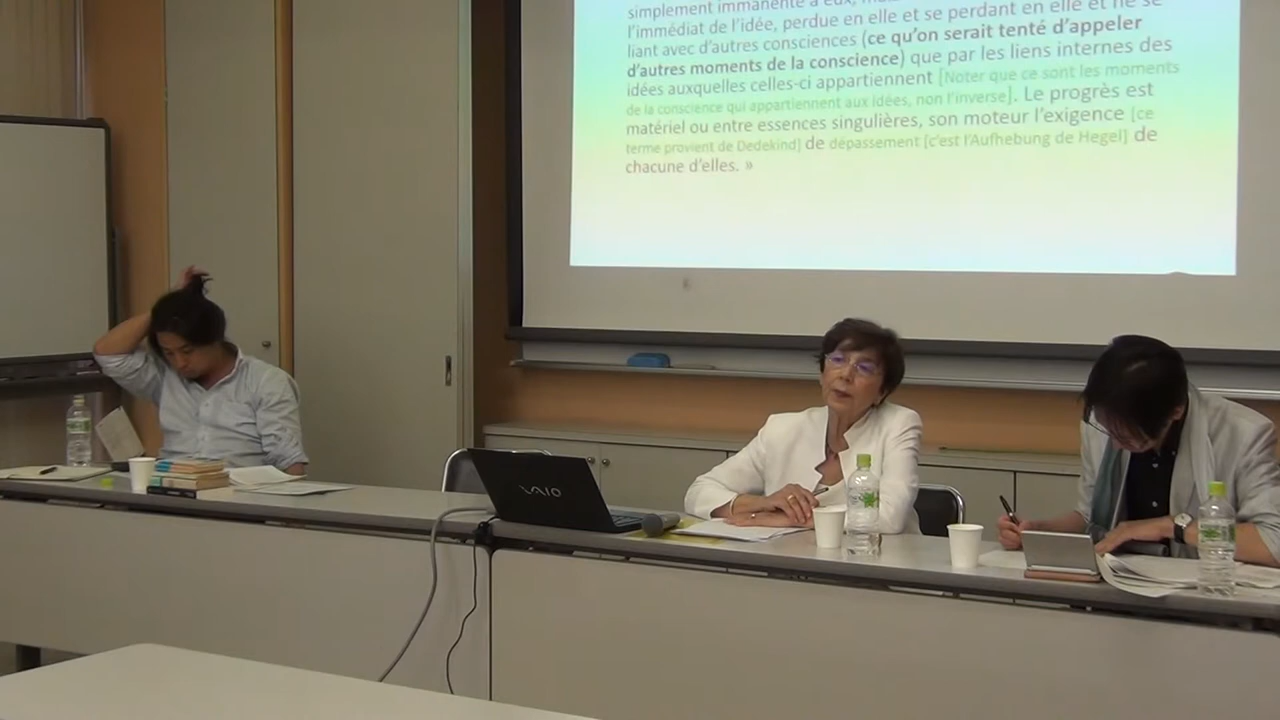 simplement immanente à eux, mais
l'immédiat de l'idée, perdue en elle et se perdant en elle et ne se
liant avec d'autres consciences (ce qu'on serait tenté d'appeler
d'autres moments de la conscience) que par les liens internes des
idées auxquelles celles-ci appartiennent [Noter que ce sont les moments
de la conscience qui appartiennent aux idées, non l'inverse]. Le progrès est
matériel ou entre essences singulières, son moteur l'exigence [ce
terme provient de Dedekind] de dépassement [c'est l'Aufhebung de Hegel] de
chacune d'elles. »
VAIO